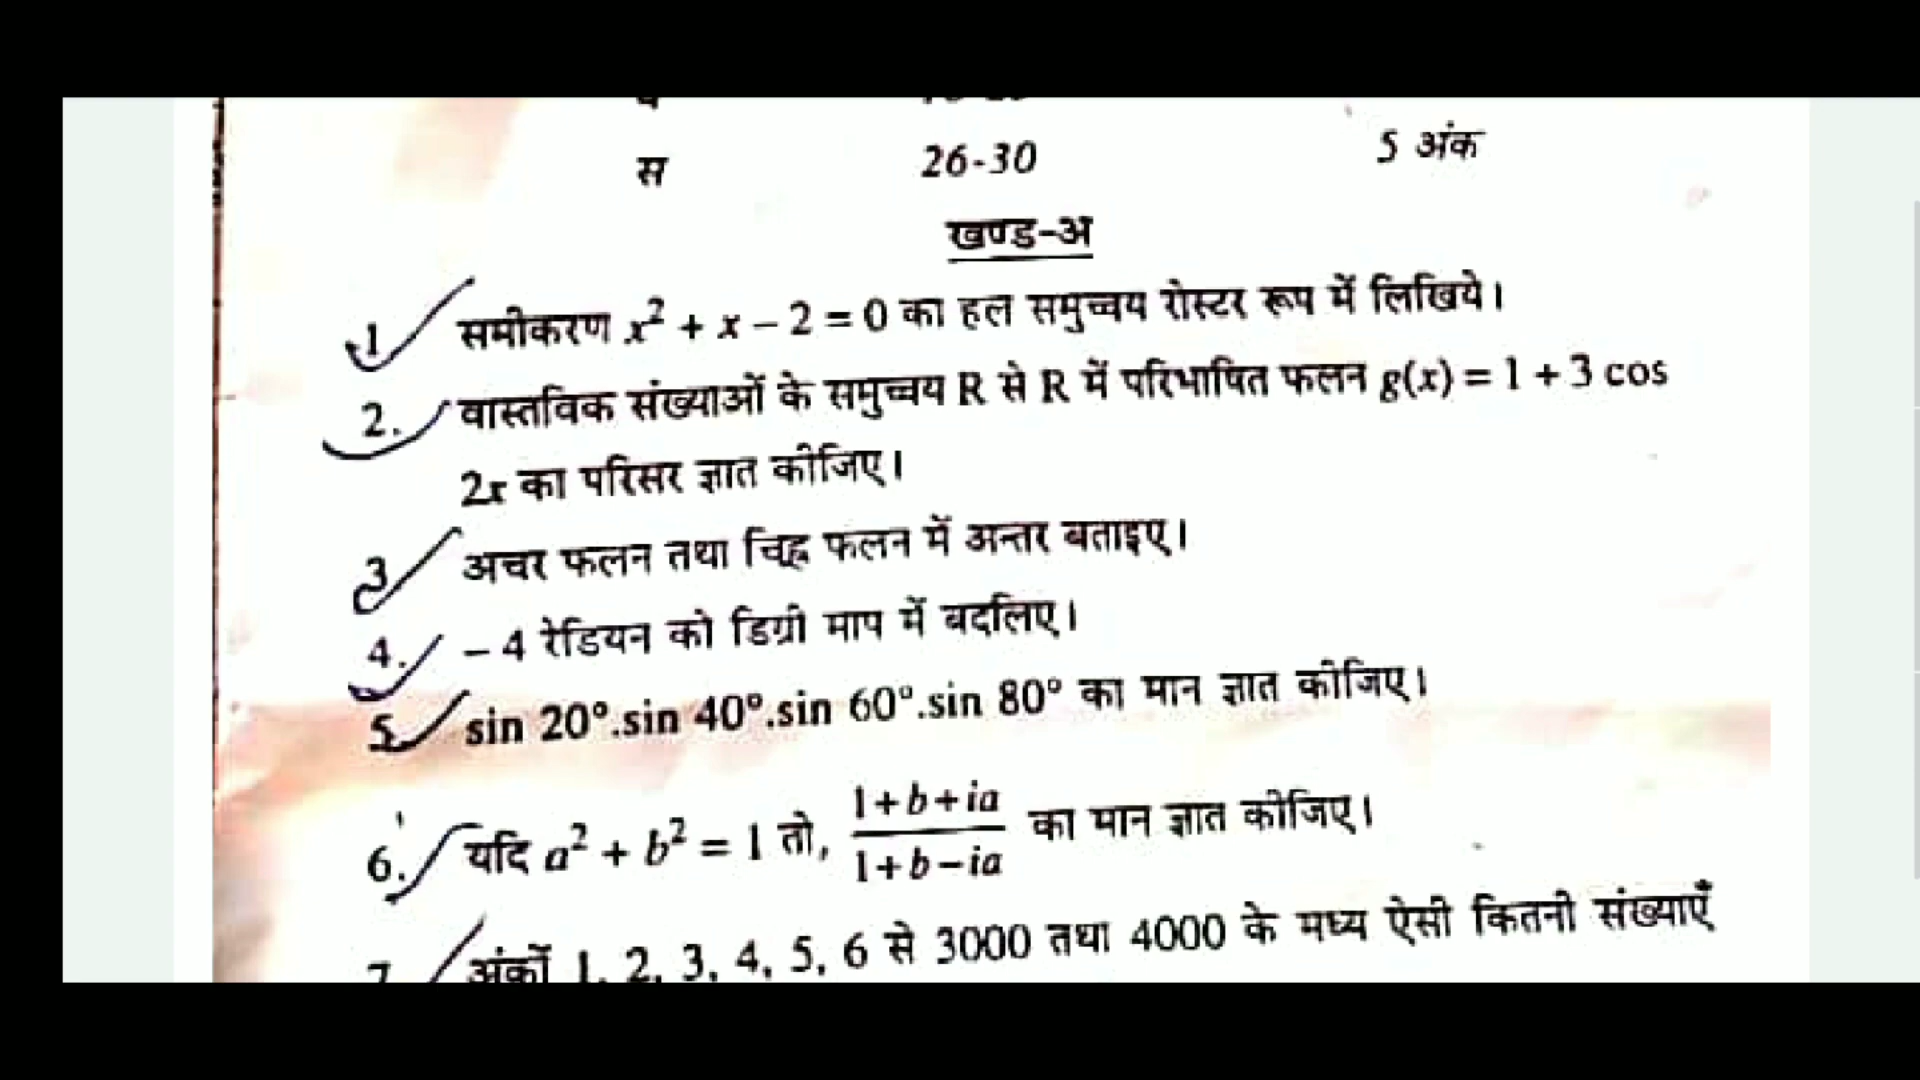 स 26-30 5 अंक
खण्ड-अ
1 समीकरण x² + x – 2 = 0 का हल समुच्चय रोस्टर रूप में लिखिये।
2. वास्तविक संख्याओं के समुच्चय R से R में परिभाषित फलन g(x) = 1 + 3 cos
2x का परिसर ज्ञात कीजिए।
3 अचर फलन तथा चिह्न फलन में अन्तर बताइए।
4. – 4 रेडियन को डिग्री माप में बदलिए।
5 sin 20°.sin 40°.sin 60°.sin 80° का मान ज्ञात कीजिए।
6. यदि a² + b² = 1 तो, (1+b+ia)/(1+b–ia) का मान ज्ञात कीजिए।
7 अंकों 1, 2, 3, 4, 5, 6 से 3000 तथा 4000 के मध्य ऐसी कितनी संख्याएँ